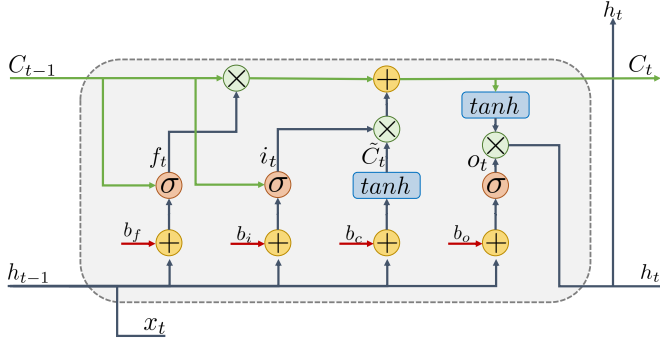 h_t
C_{t-1} × + C_t
tanh
f_t i_t × C̃_t × o_t
σ σ tanh σ
b_f + b_i + b_c + b_o +
h_{t-1} h_t
x_t